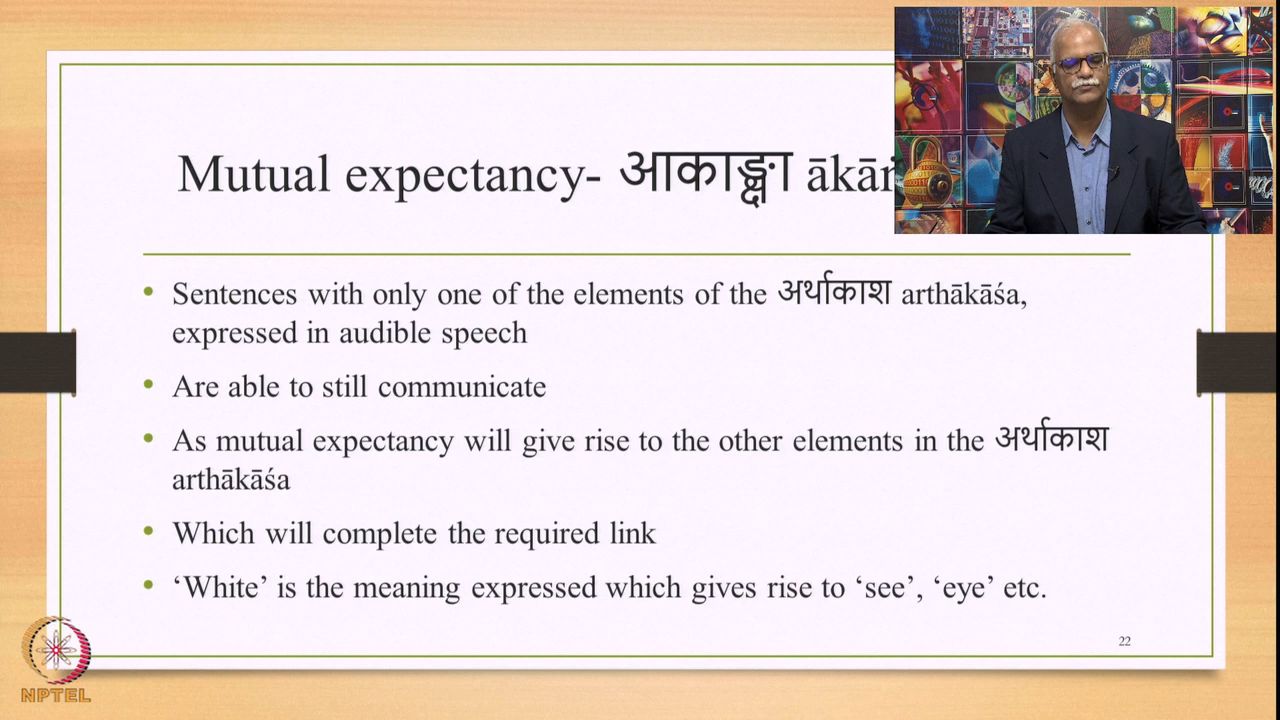 Mutual expectancy- आकाङ्क्षा
Sentences with only one of the elements of the अर्थाकाश arthākāśa,
expressed in audible speech
Are able to still communicate
As mutual expectancy will give rise to the other elements in the अर्थाकाश
arthākāśa
Which will complete the required link
‘White’ is the meaning expressed which gives rise to ‘see’, ‘eye’ etc.
22
NPTEL